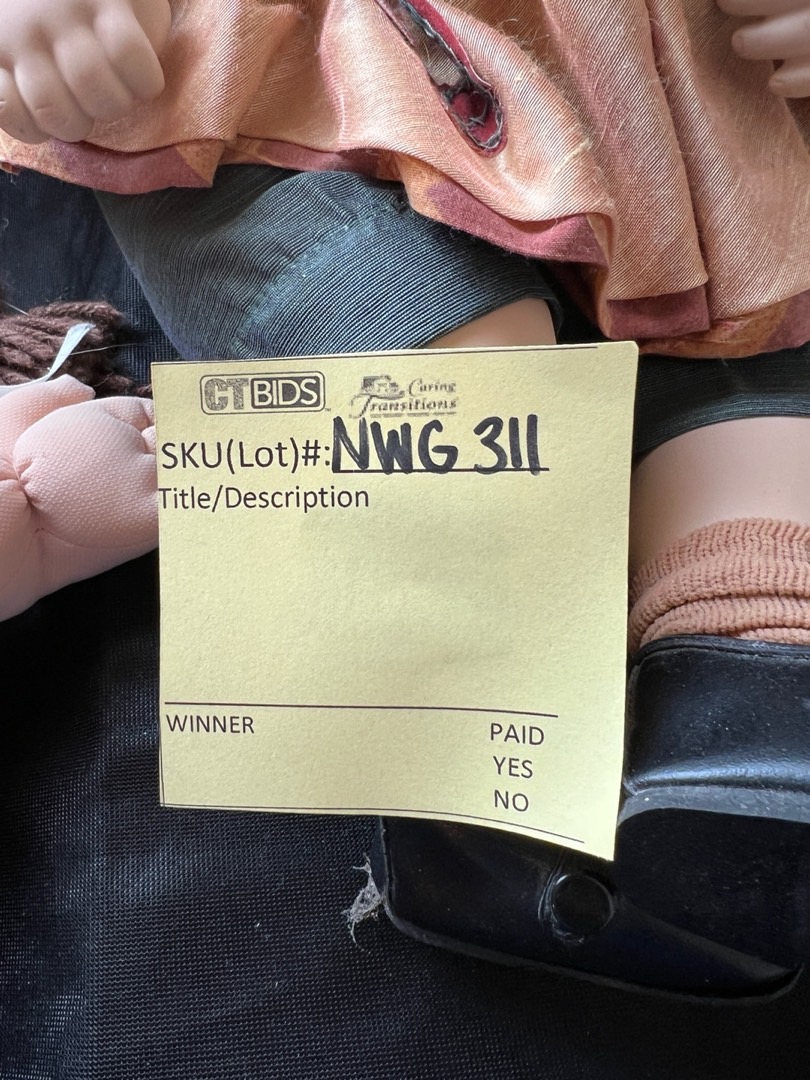 CTBIDS
Caring
Transitions
SKU(Lot)#: NWG 311
Title/Description
WINNER
PAID
YES
NO